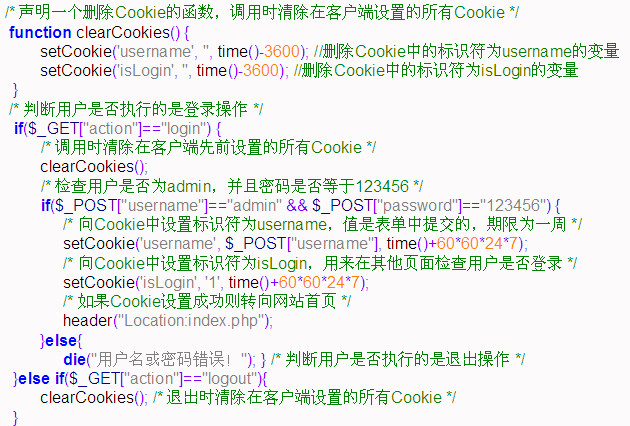 /* 声明一个删除Cookie的函数，调用时清除在客户端设置的所有Cookie */
function clearCookies() {
setCookie('username', '', time()-3600); //删除Cookie中的标识符为username的变量
setCookie('isLogin', '', time()-3600); //删除Cookie中的标识符为isLogin的变量
}
/* 判断用户是否执行的是登录操作 */
if($_GET["action"]=="login") {
/* 调用时清除在客户端先前设置的所有Cookie */
clearCookies();
/* 检查用户是否为admin，并且密码是否等于123456 */
if($_POST["username"]=="admin" && $_POST["password"]=="123456") {
/* 向Cookie中设置标识符为username，值是表单中提交的，期限为一周 */
setCookie('username', $_POST["username"], time()+60*60*24*7);
/* 向Cookie中设置标识符为isLogin，用来在其他页面检查用户是否登录 */
setCookie('isLogin', '1', time()+60*60*24*7);
/* 如果Cookie设置成功则转向网站首页 */
header("Location:index.php");
}else{
die("用户名或密码错误！"); } /* 判断用户是否执行的是退出操作 */
}else if($_GET["action"]=="logout"){
clearCookies(); /* 退出时清除在客户端设置的所有Cookie */
}